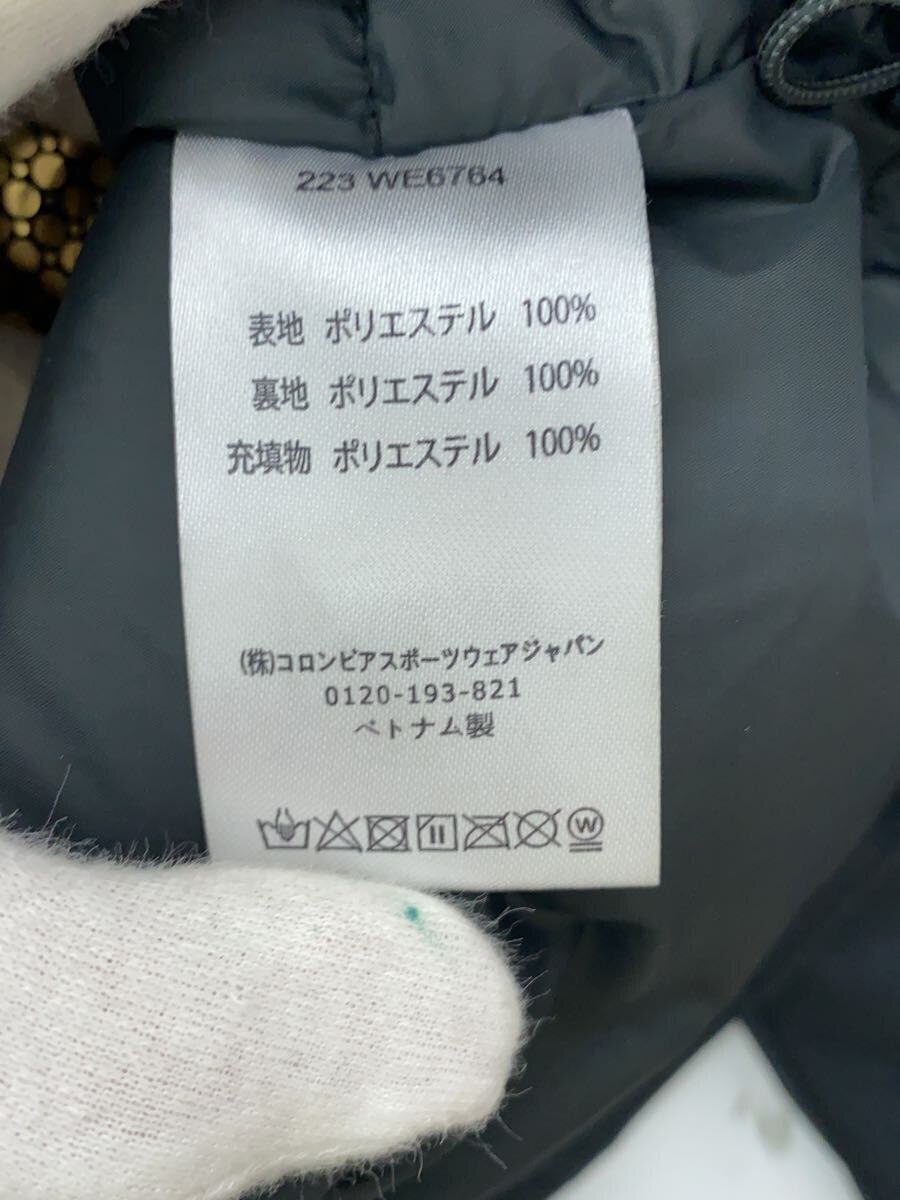 223 WE6764
表地 ポリエステル 100%
裏地 ポリエステル 100%
充填物 ポリエステル 100%
(株)コロンビアスポーツウェアジャパン
0120-193-821
ベトナム製
W